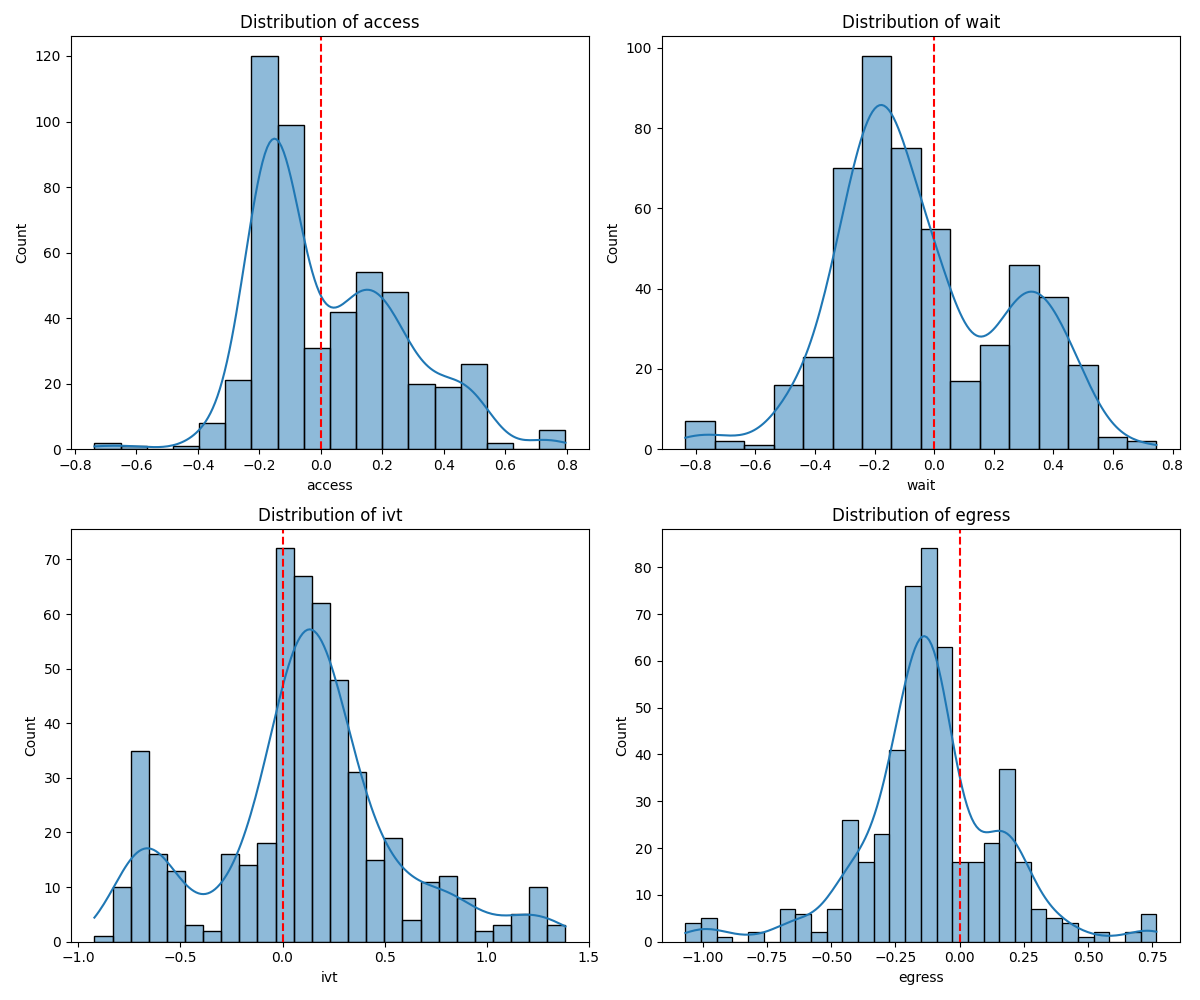 Distribution of access
Count
120
100
80
60
40
20
0
−0.8 −0.6 −0.4 −0.2 0.0 0.2 0.4 0.6 0.8
access
Distribution of wait
Count
100
80
60
40
20
0
−0.8 −0.6 −0.4 −0.2 0.0 0.2 0.4 0.6 0.8
wait
Distribution of ivt
Count
70
60
50
40
30
20
10
0
−1.0 −0.5 0.0 0.5 1.0 1.5
ivt
Distribution of egress
Count
80
70
60
50
40
30
20
10
0
−1.00 −0.75 −0.50 −0.25 0.00 0.25 0.50 0.75
egress